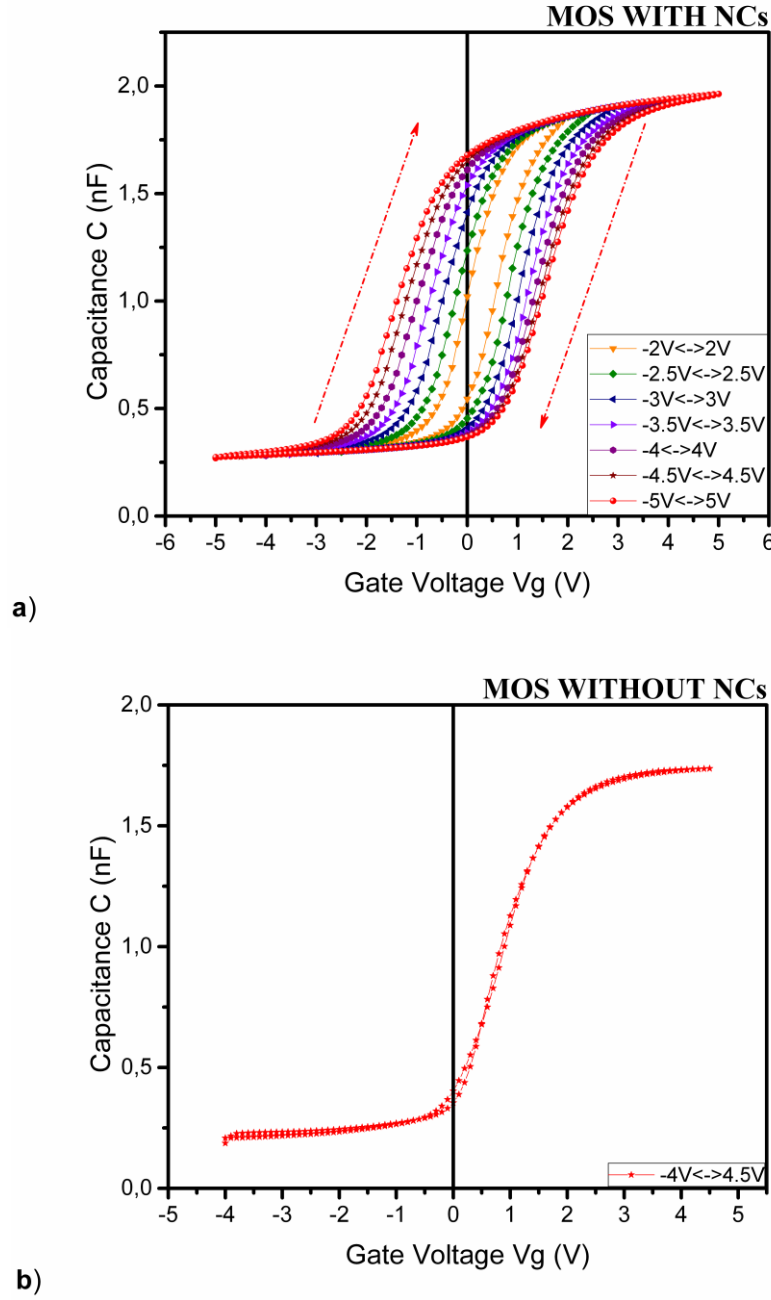 MOS WITH NCs
2,0
1,5
1,0
0,5
0,0
Capacitance C (nF)
-2V<->2V
-2.5V<->2.5V
-3V<->3V
-3.5V<->3.5V
-4<->4V
-4.5V<->4.5V
-5V<->5V
-6 -5 -4 -3 -2 -1 0 1 2 3 4 5 6
Gate Voltage Vg (V)
a)
MOS WITHOUT NCs
2,0
1,5
1,0
0,5
0,0
Capacitance C (nF)
-4V<->4.5V
-5 -4 -3 -2 -1 0 1 2 3 4 5
Gate Voltage Vg (V)
b)